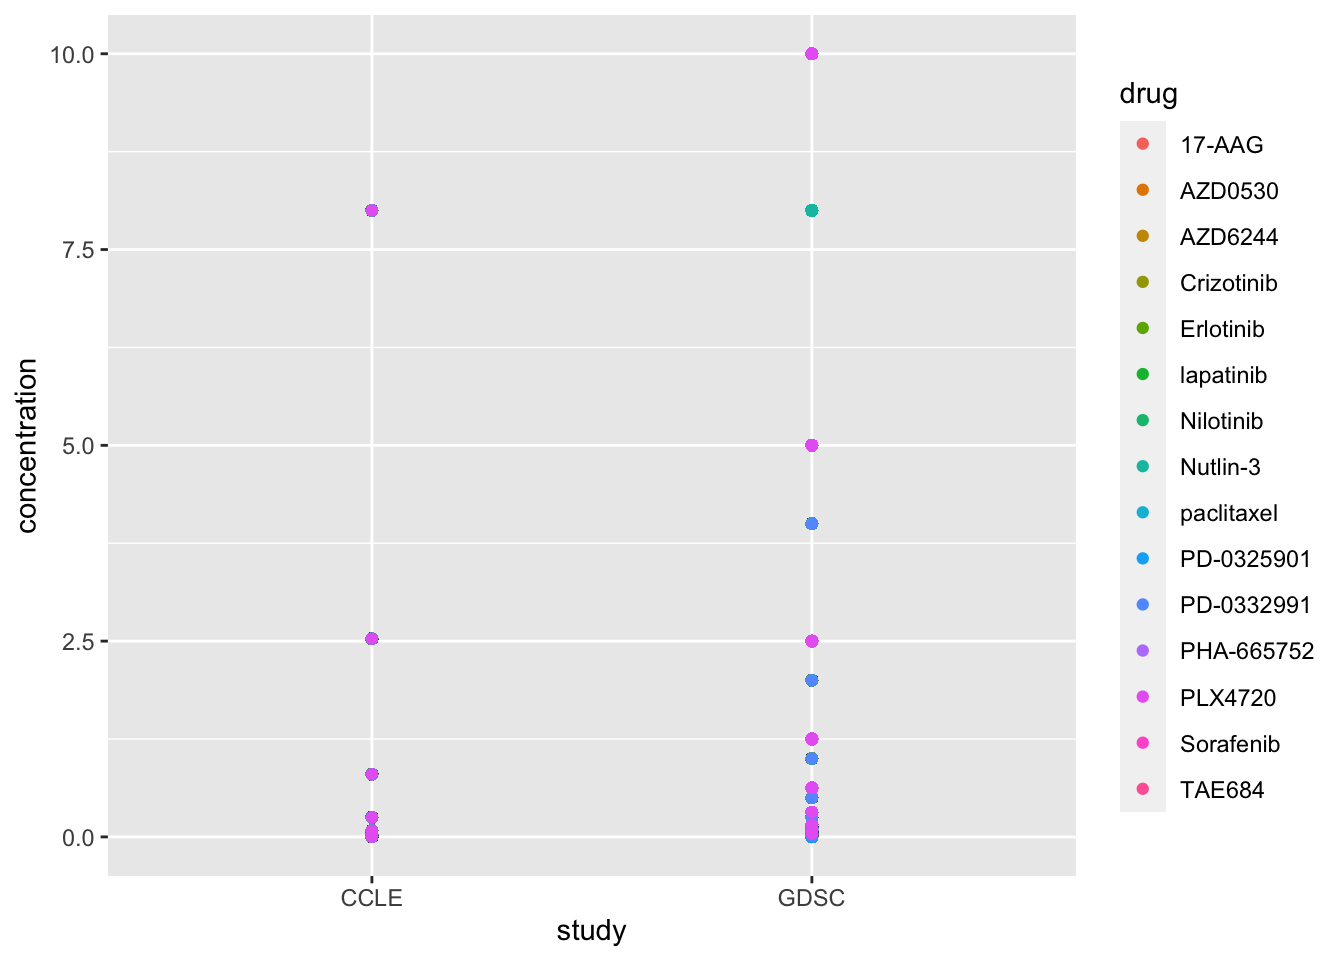 10.0
7.5
5.0
2.5
0.0
concentration
CCLE
GDSC
study
drug
17-AAG
AZD0530
AZD6244
Crizotinib
Erlotinib
lapatinib
Nilotinib
Nutlin-3
paclitaxel
PD-0325901
PD-0332991
PHA-665752
PLX4720
Sorafenib
TAE684